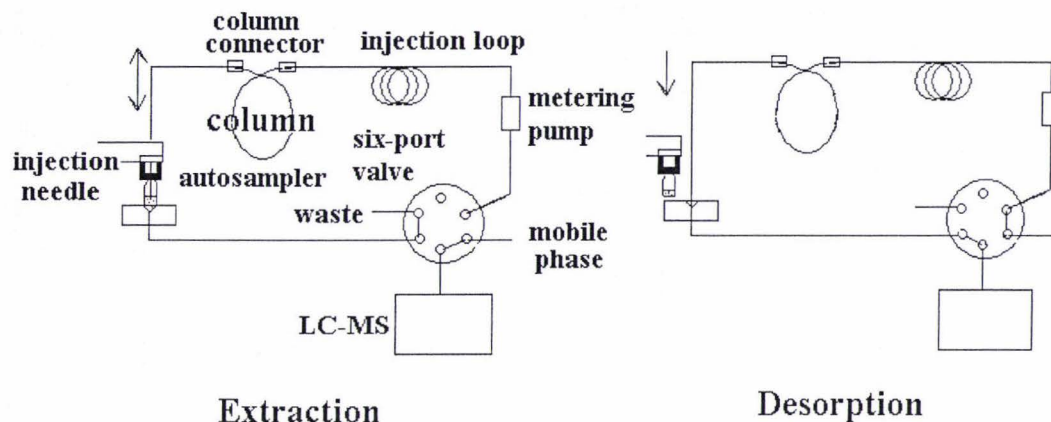 column
connector
injection loop
column
metering
pump
six-port
valve
injection
needle
autosampler
waste
mobile
phase
LC-MS
Extraction
Desorption